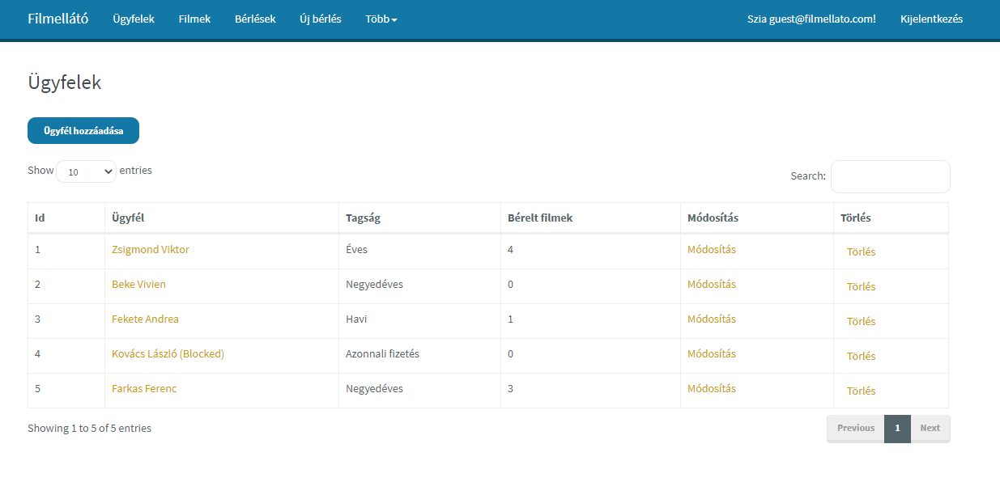 Filmellátó Ügyfelek Filmek Bérlések Új bérlés Több Szia guest@filmellato.com! Kijelentkezés
Ügyfelek
Ügyfél hozzáadása
Show 10 entries Search:
Id Ügyfél Tagság Bérelt filmek Módosítás Törlés
1 Zsigmond Viktor Éves 4 Módosítás Törlés
2 Beke Vivien Negyedéves 0 Módosítás Törlés
3 Fekete Andrea Havi 1 Módosítás Törlés
4 Kovács László (Blocked) Azonnali fizetés 0 Módosítás Törlés
5 Farkas Ferenc Negyedéves 3 Módosítás Törlés
Showing 1 to 5 of 5 entries Previous 1 Next